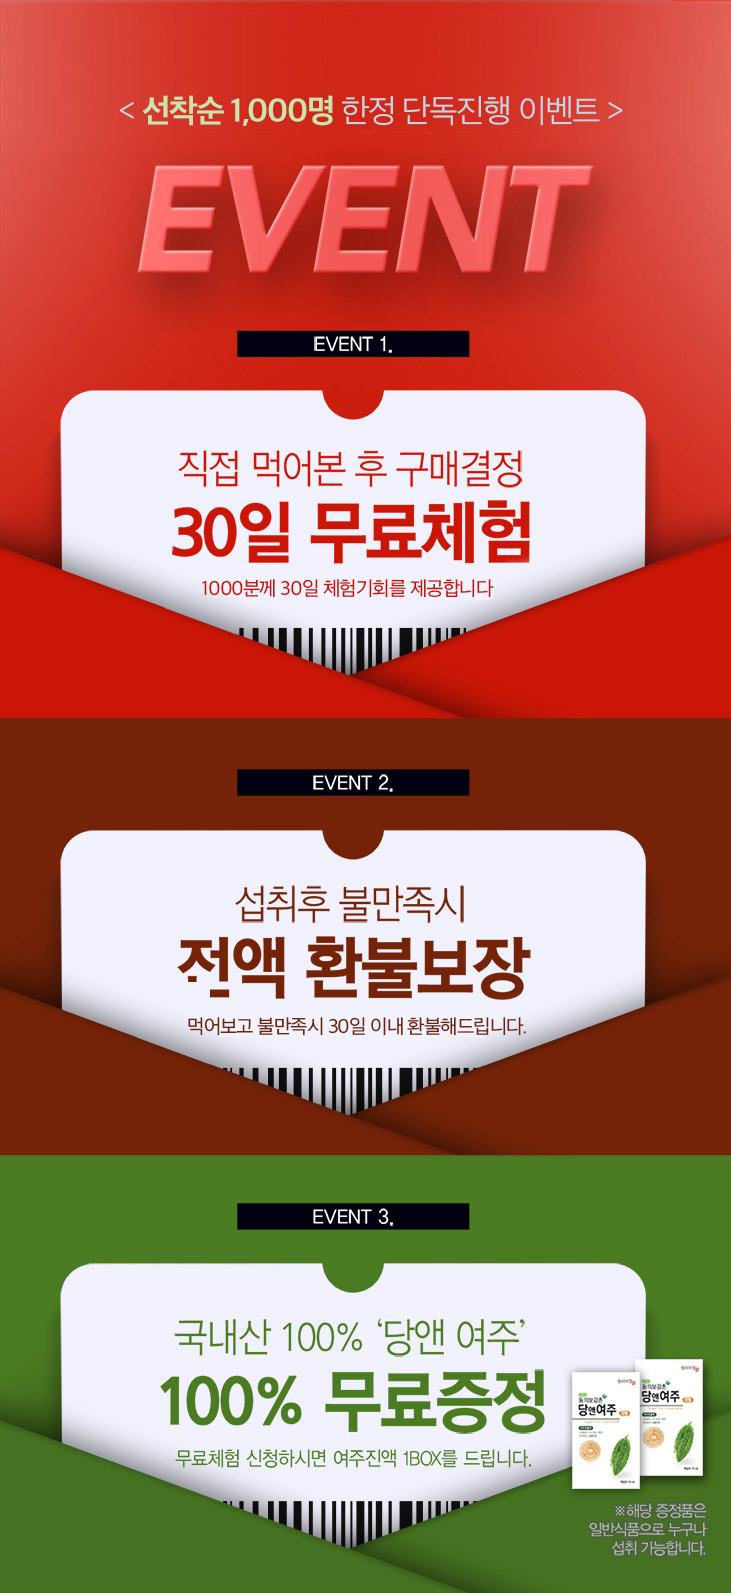 < 선착순 1,000명 한정 단독진행 이벤트 >
EVENT
EVENT 1.
직접 먹어본 후 구매결정
30일 무료체험
1000분께 30일 체험기회를 제공합니다
EVENT 2.
섭취후 불만족시
전액 환불보장
먹어보고 불만족시 30일 이내 환불해드립니다.
EVENT 3.
국내산 100% ‘당앤 여주’
100% 무료증정
무료체험 신청하시면 여주진액 1BOX를 드립니다.
당앤여주
당앤여주
※해당 증정품은
일반식품으로 누구나
섭취 가능합니다.